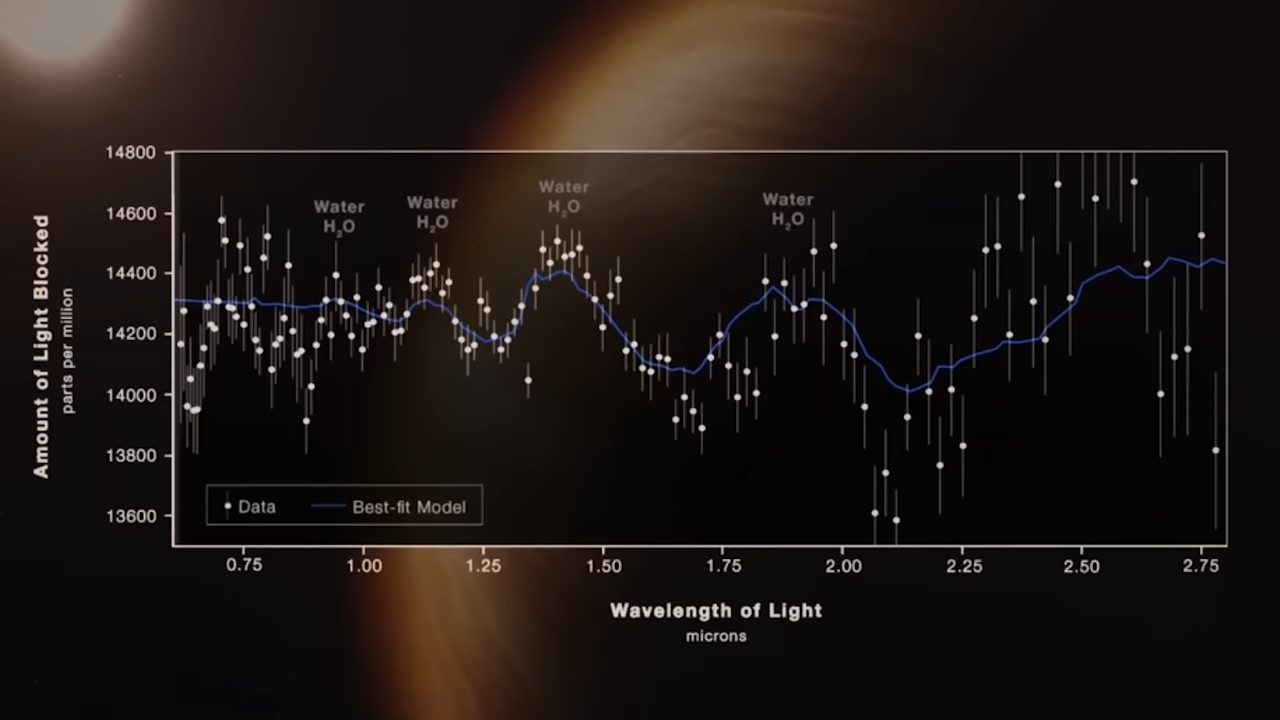 14800
14600
14400
14200
14000
13800
13600
Amount of Light Blocked
parts per million
Water
H₂O
Water
H₂O
Water
H₂O
Water
H₂O
Data
Best-fit Model
0.75
1.00
1.25
1.50
1.75
2.00
2.25
2.50
2.75
Wavelength of Light
microns